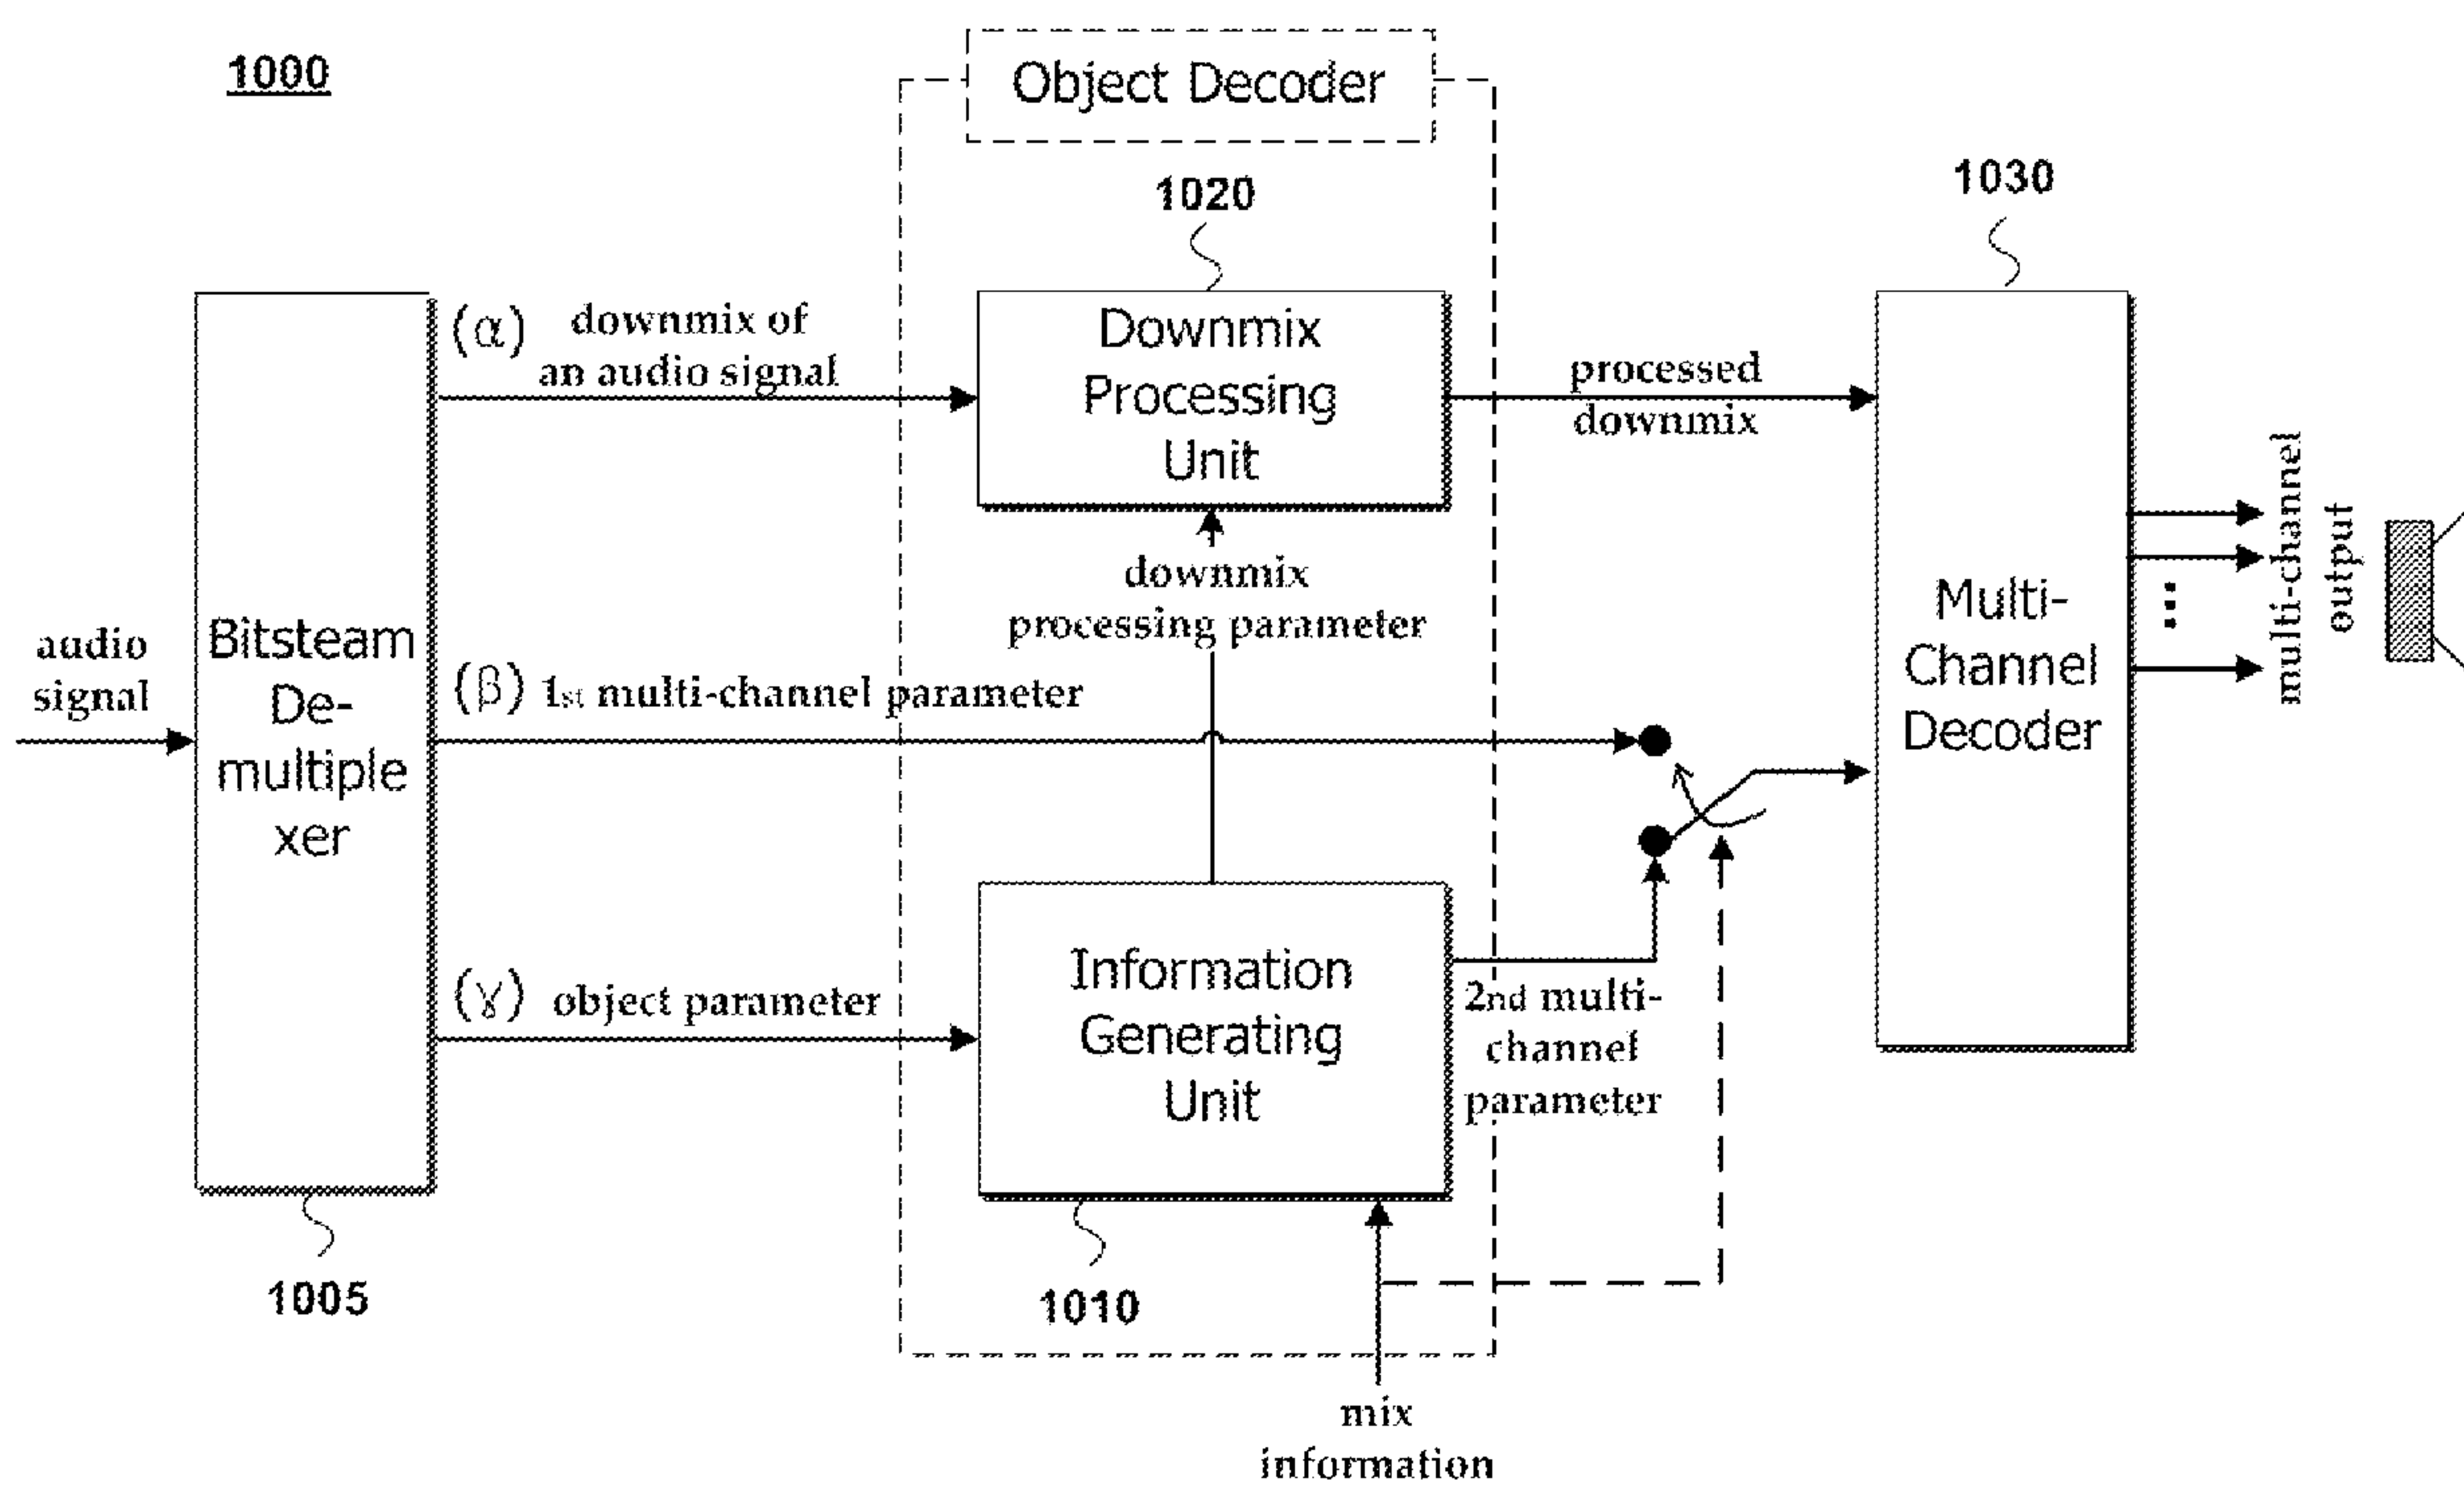 1000
Object Decoder
1020
1030
(α)
downmix of
an audio signal
Downmix
Processing
Unit
processed
downmix
multi-channel
output
downmix
processing parameter
audio
signal
Bitsteam
De-
multiple
xer
(β) 1st multi-channel parameter
Multi-
Channel
Decoder
(γ) object parameter
Information
Generating
Unit
2nd multi-
channel
parameter
1005
1010
mix
information